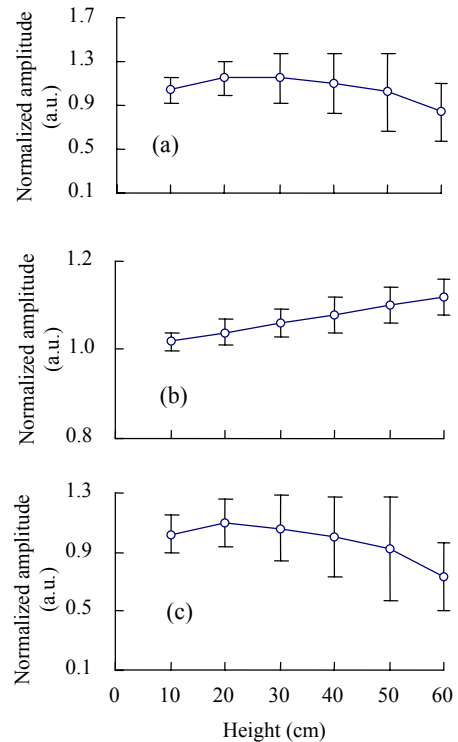 Normalized amplitude
(a.u.)
1.7
1.3
0.9
0.5
0.1
(a)
Normalized amplitude
(a.u.)
1.2
1.0
0.8
(b)
Normalized amplitude
(a.u.)
1.3
0.9
0.5
0.1
(c)
0 10 20 30 40 50 60
Height (cm)